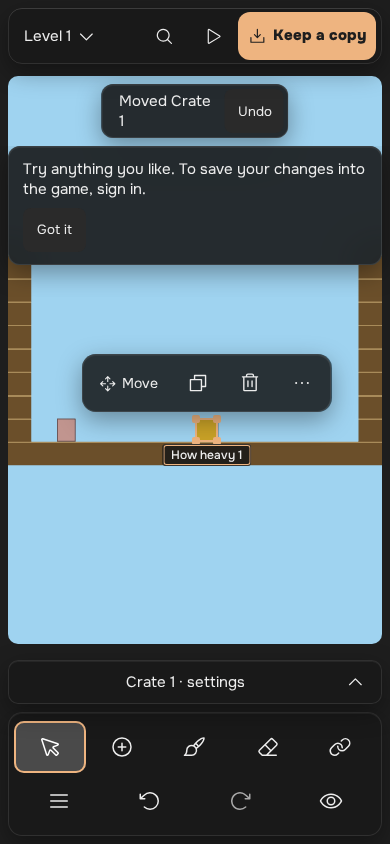 Level 1
Keep a copy
Moved Crate
1
Undo
Try anything you like. To save your changes into
the game, sign in.
Got it
Move
How heavy 1
Crate 1 · settings